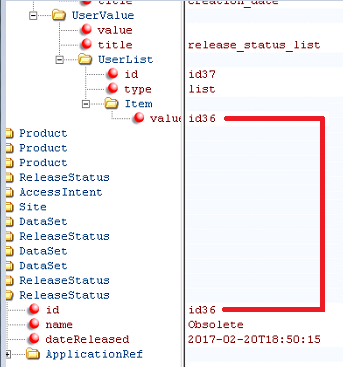 creation_date
UserValue
value
title release_status_list
UserList
id id37
type list
Item
value id36
Product
Product
Product
ReleaseStatus
AccessIntent
Site
DataSet
ReleaseStatus
DataSet
DataSet
ReleaseStatus
ReleaseStatus
id id36
name Obsolete
dateReleased 2017-02-20T18:50:15
ApplicationRef